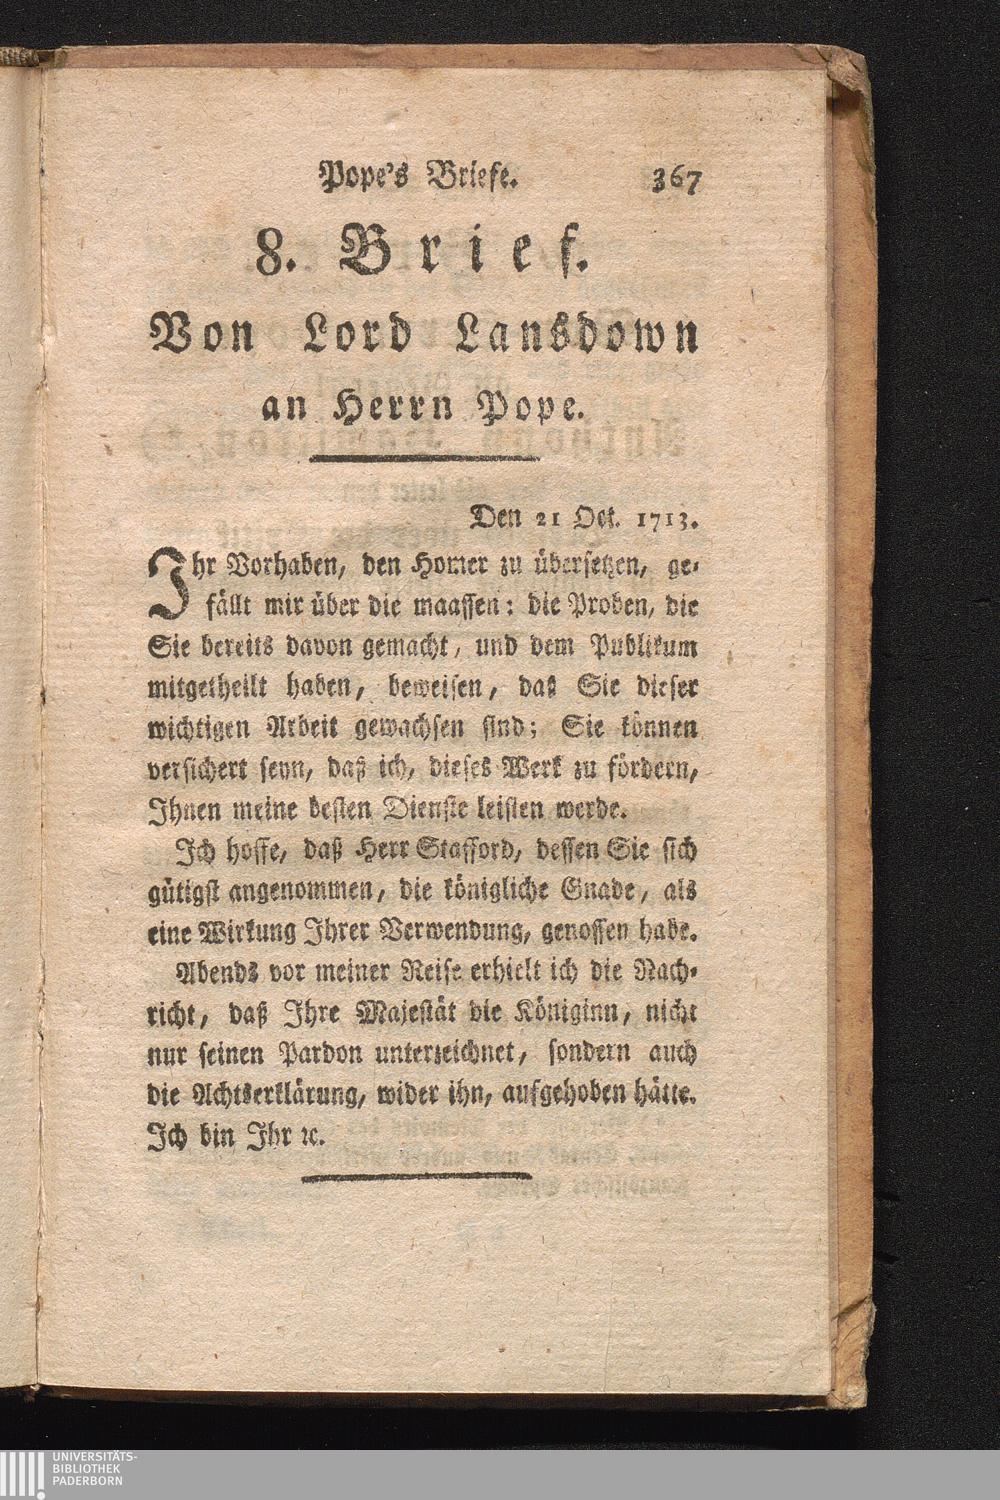 Pope's Briefe. 367
8. Brief.
Von Lord Lansdown
an Herrn Pope.
Den 21 Oct. 1713.
Ihr Vorhaben, den Homer zu übersetzen, ge-
fällt mir über die maassen: die Proben, die
Sie bereits davon gemacht, und dem Publikum
mitgetheilt haben, beweisen, daß Sie dieser
wichtigen Arbeit gewachsen sind; Sie können
versichert seyn, daß ich, dieses Werk zu fördern,
Ihnen meine besten Dienste leisten werde.
Ich hoffe, daß Herr Stafford, dessen Sie sich
gütigst angenommen, die königliche Gnade, als
eine Wirkung Ihrer Verwendung, genossen habe.
Abends vor meiner Reise erhielt ich die Nach-
richt, daß Ihre Majestät die Königinn, nicht
nur seinen Pardon unterzeichnet, sondern auch
die Achtserklärung, wider ihn, aufgehoben hätte.
Ich bin Ihr ꝛc.
UNIVERSITÄTS-
BIBLIOTHEK
PADERBORN